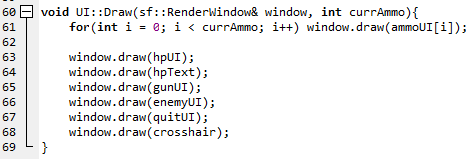 60 void UI::Draw(sf::RenderWindow& window, int currAmmo){
61 for(int i = 0; i < currAmmo; i++) window.draw(ammoUI[i]);
62
63 window.draw(hpUI);
64 window.draw(hpText);
65 window.draw(gunUI);
66 window.draw(enemyUI);
67 window.draw(quitUI);
68 window.draw(crosshair);
69 }